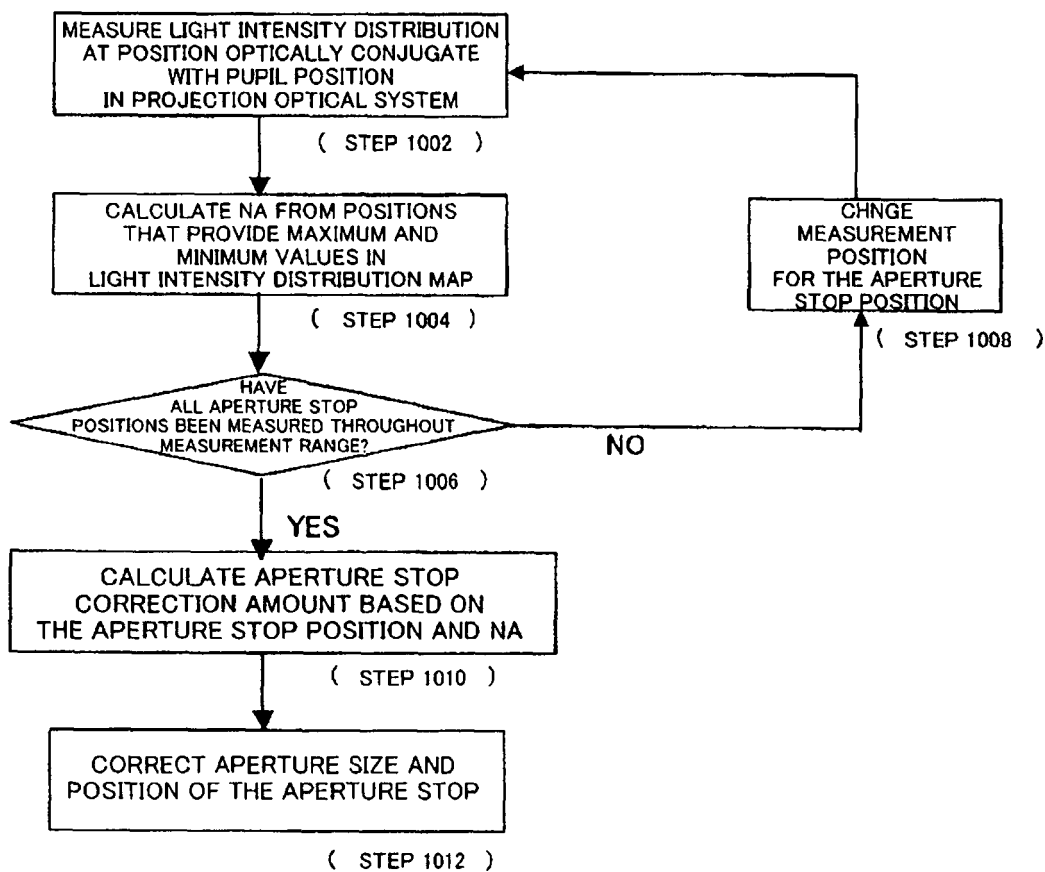 MEASURE LIGHT INTENSITY DISTRIBUTION
AT POSITION OPTICALLY CONJUGATE
WITH PUPIL POSITION
IN PROJECTION OPTICAL SYSTEM
( STEP 1002 )
CALCULATE NA FROM POSITIONS
THAT PROVIDE MAXIMUM AND
MINIMUM VALUES IN
LIGHT INTENSITY DISTRIBUTION MAP
( STEP 1004 )
HAVE
ALL APERTURE STOP
POSITIONS BEEN MEASURED THROUGHOUT
MEASUREMENT RANGE?
( STEP 1006 )
NO
CHNGE
MEASUREMENT
POSITION
FOR THE APERTURE
STOP POSITION
( STEP 1008 )
YES
CALCULATE APERTURE STOP
CORRECTION AMOUNT BASED ON
THE APERTURE STOP POSITION AND NA
( STEP 1010 )
CORRECT APERTURE SIZE AND
POSITION OF THE APERTURE STOP
( STEP 1012 )